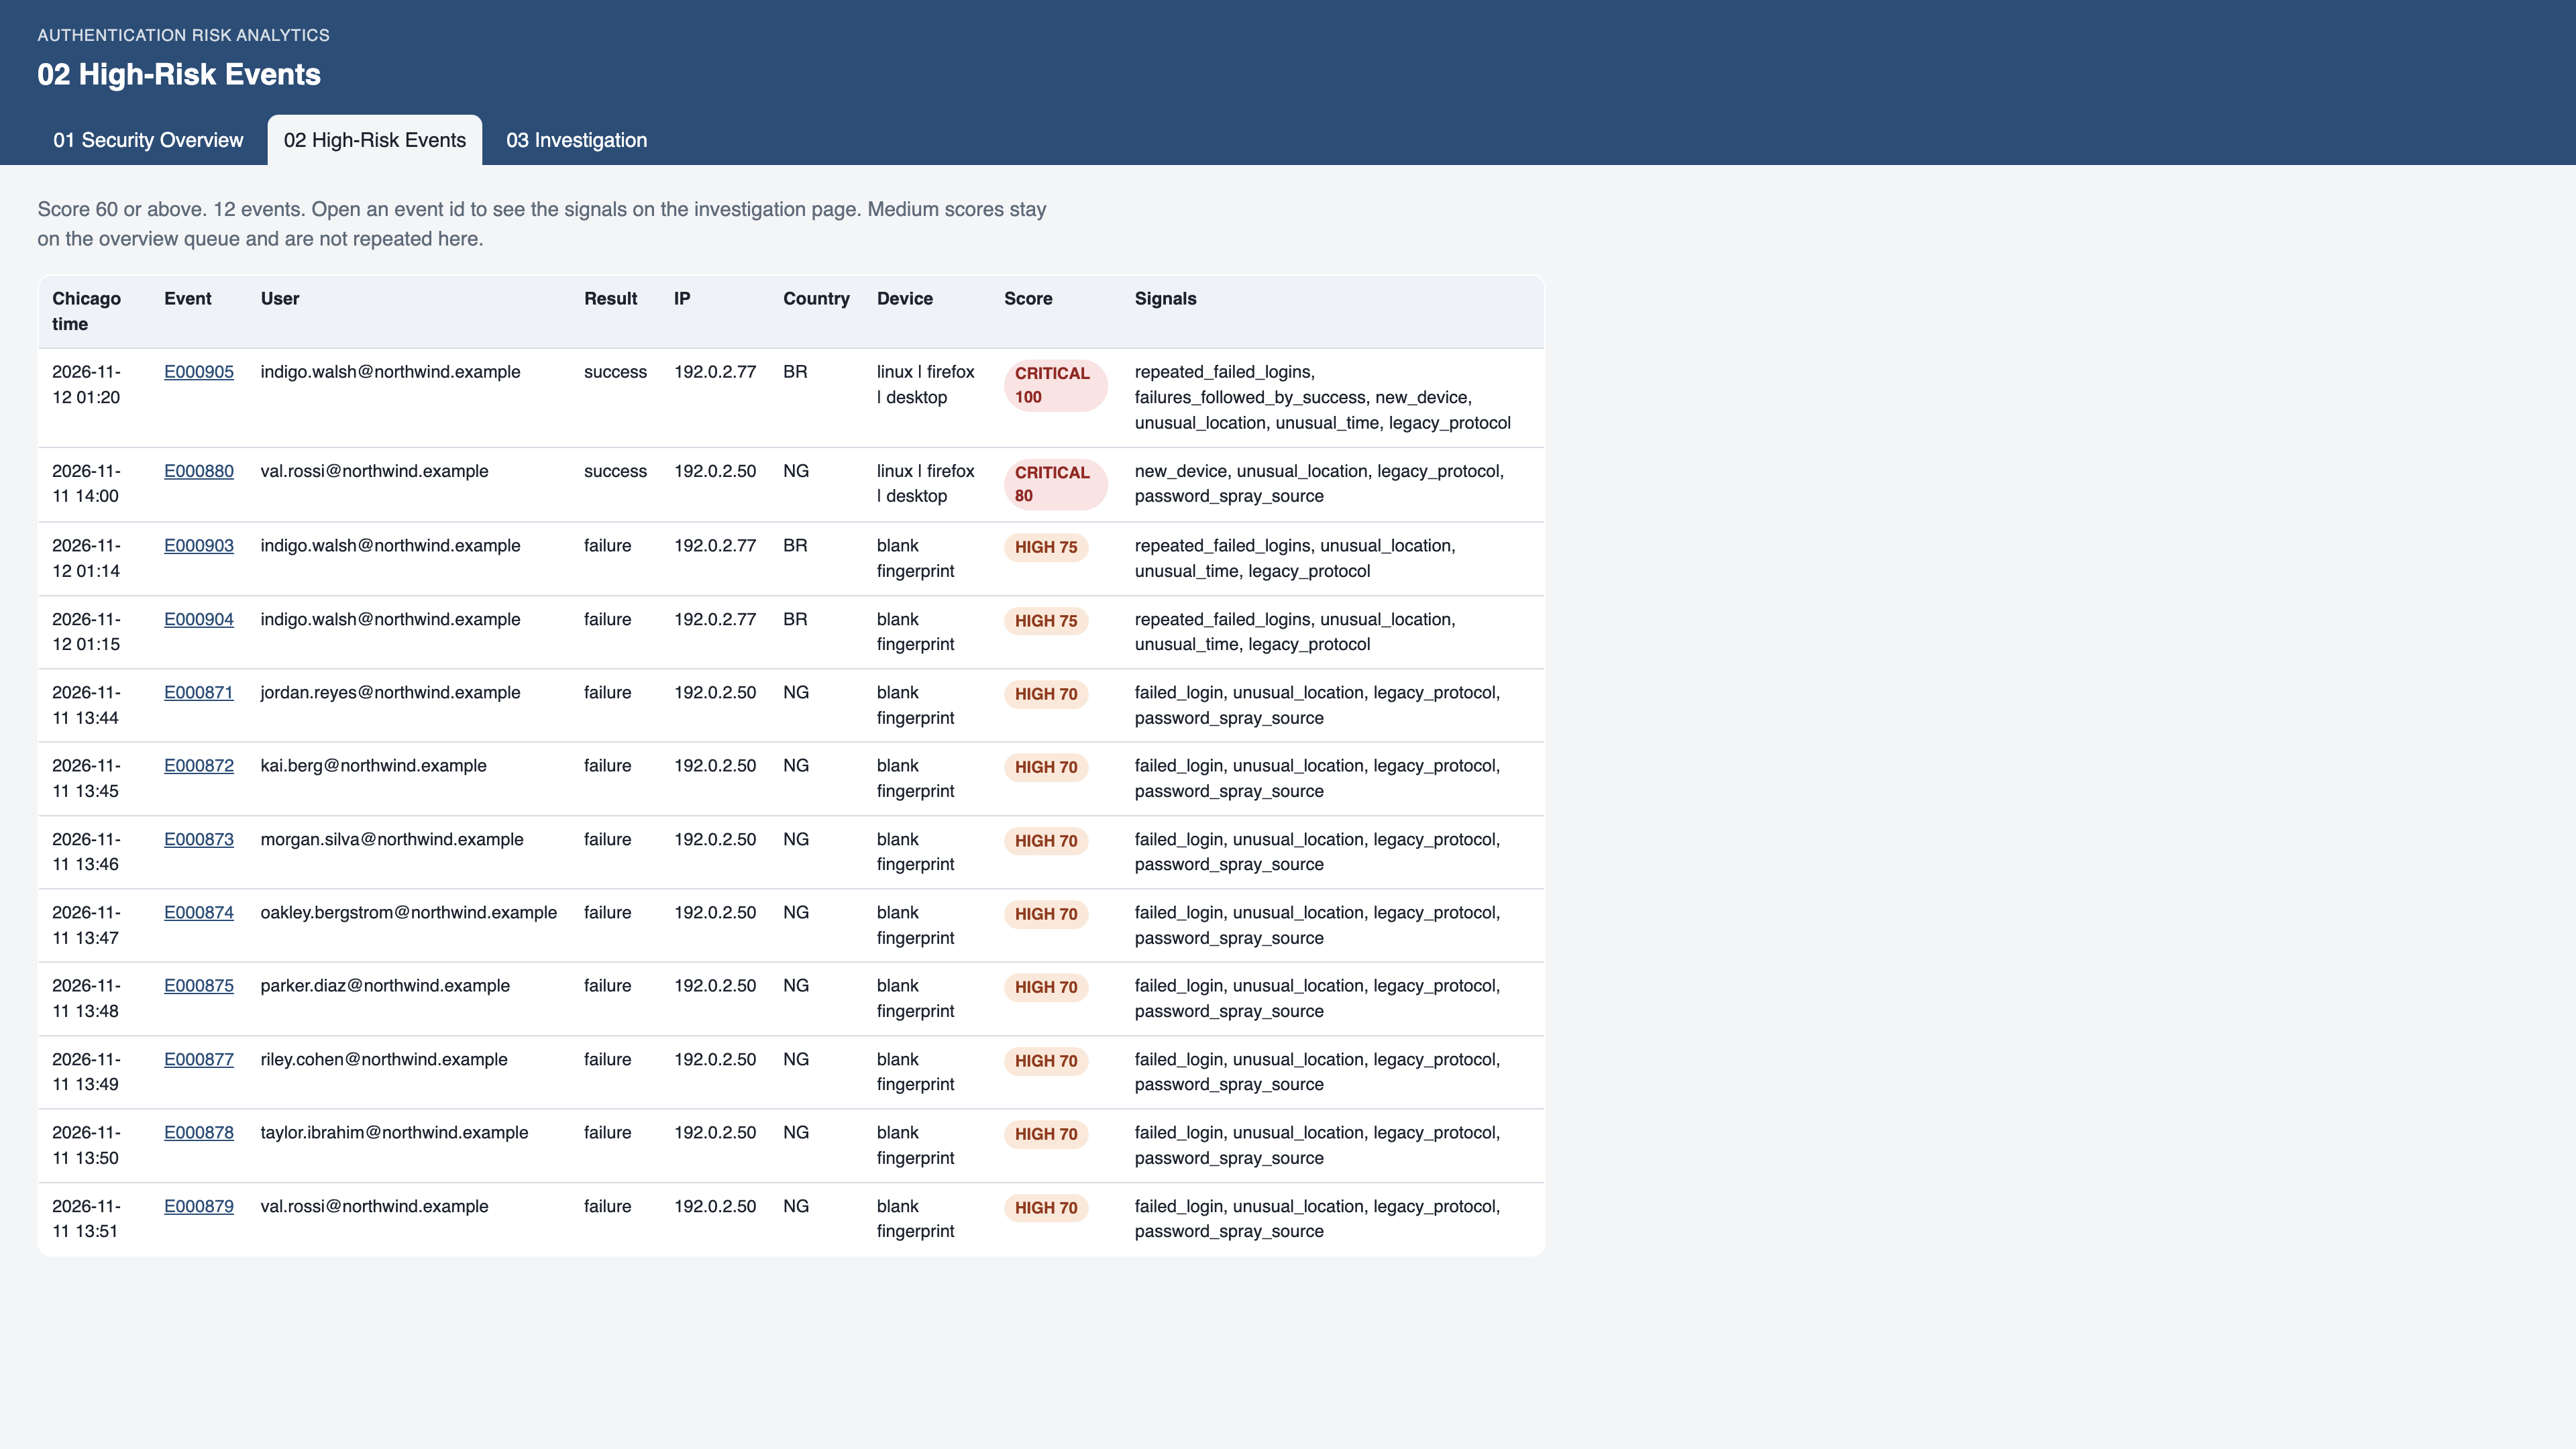 AUTHENTICATION RISK ANALYTICS
02 High-Risk Events
01 Security Overview 02 High-Risk Events 03 Investigation
Score 60 or above. 12 events. Open an event id to see the signals on the investigation page. Medium scores stay
on the overview queue and are not repeated here.
Chicago Event User Result IP Country Device Score Signals
time
2026-11- E000905 indigo.walsh@northwind.example success 192.0.2.77 BR linux | firefox CRITICAL repeated_failed_logins,
12 01:20 | desktop 100 failures_followed_by_success, new_device,
unusual_location, unusual_time, legacy_protocol
2026-11- E000880 val.rossi@northwind.example success 192.0.2.50 NG linux | firefox CRITICAL new_device, unusual_location, legacy_protocol,
11 14:00 | desktop 80 password_spray_source
2026-11- E000903 indigo.walsh@northwind.example failure 192.0.2.77 BR blank HIGH 75 repeated_failed_logins, unusual_location,
12 01:14 fingerprint unusual_time, legacy_protocol
2026-11- E000904 indigo.walsh@northwind.example failure 192.0.2.77 BR blank HIGH 75 repeated_failed_logins, unusual_location,
12 01:15 fingerprint unusual_time, legacy_protocol
2026-11- E000871 jordan.reyes@northwind.example failure 192.0.2.50 NG blank HIGH 70 failed_login, unusual_location, legacy_protocol,
11 13:44 fingerprint password_spray_source
2026-11- E000872 kai.berg@northwind.example failure 192.0.2.50 NG blank HIGH 70 failed_login, unusual_location, legacy_protocol,
11 13:45 fingerprint password_spray_source
2026-11- E000873 morgan.silva@northwind.example failure 192.0.2.50 NG blank HIGH 70 failed_login, unusual_location, legacy_protocol,
11 13:46 fingerprint password_spray_source
2026-11- E000874 oakley.bergstrom@northwind.example failure 192.0.2.50 NG blank HIGH 70 failed_login, unusual_location, legacy_protocol,
11 13:47 fingerprint password_spray_source
2026-11- E000875 parker.diaz@northwind.example failure 192.0.2.50 NG blank HIGH 70 failed_login, unusual_location, legacy_protocol,
11 13:48 fingerprint password_spray_source
2026-11- E000877 riley.cohen@northwind.example failure 192.0.2.50 NG blank HIGH 70 failed_login, unusual_location, legacy_protocol,
11 13:49 fingerprint password_spray_source
2026-11- E000878 taylor.ibrahim@northwind.example failure 192.0.2.50 NG blank HIGH 70 failed_login, unusual_location, legacy_protocol,
11 13:50 fingerprint password_spray_source
2026-11- E000879 val.rossi@northwind.example failure 192.0.2.50 NG blank HIGH 70 failed_login, unusual_location, legacy_protocol,
11 13:51 fingerprint password_spray_source